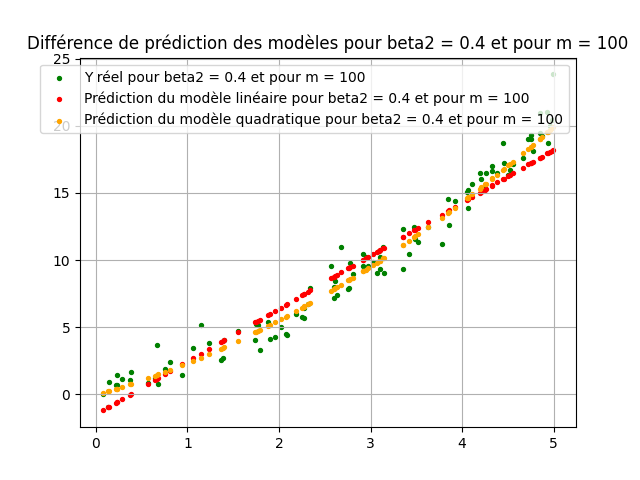 Différence de prédiction des modèles pour beta2 = 0.4 et pour m = 100
Y réel pour beta2 = 0.4 et pour m = 100
Prédiction du modèle linéaire pour beta2 = 0.4 et pour m = 100
Prédiction du modèle quadratique pour beta2 = 0.4 et pour m = 100
25
20
15
10
5
0
0 1 2 3 4 5